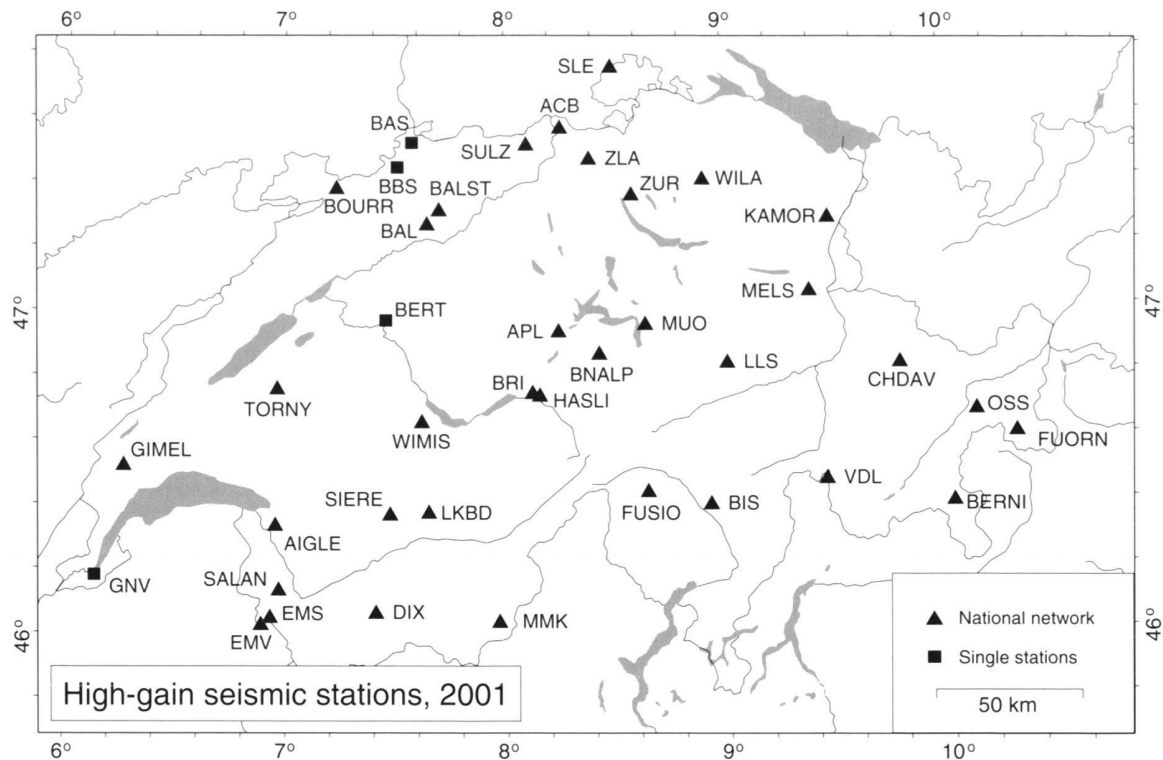 6° 7° 8° 9° 10°
SLE
ACB
BAS
SULZ
ZLA
BBS
BALST
ZUR
WILA
BOURR
BAL
KAMOR
MELS
47°
47°
BERT
APL
MUO
BNALP
LLS
CHDAV
BRI
HASLI
TORNY
OSS
WIMIS
FUORN
GIMEL
VDL
SIERE
LKBD
FUSIO
BIS
BERNI
AIGLE
GNV
SALAN
EMS
DIX
MMK
EMV
46°
46°
National network
Single stations
50 km
High-gain seismic stations, 2001
6° 7° 8° 9° 10°